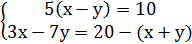 5(x – y) = 10
3x – 7y = 20 – (x + y)